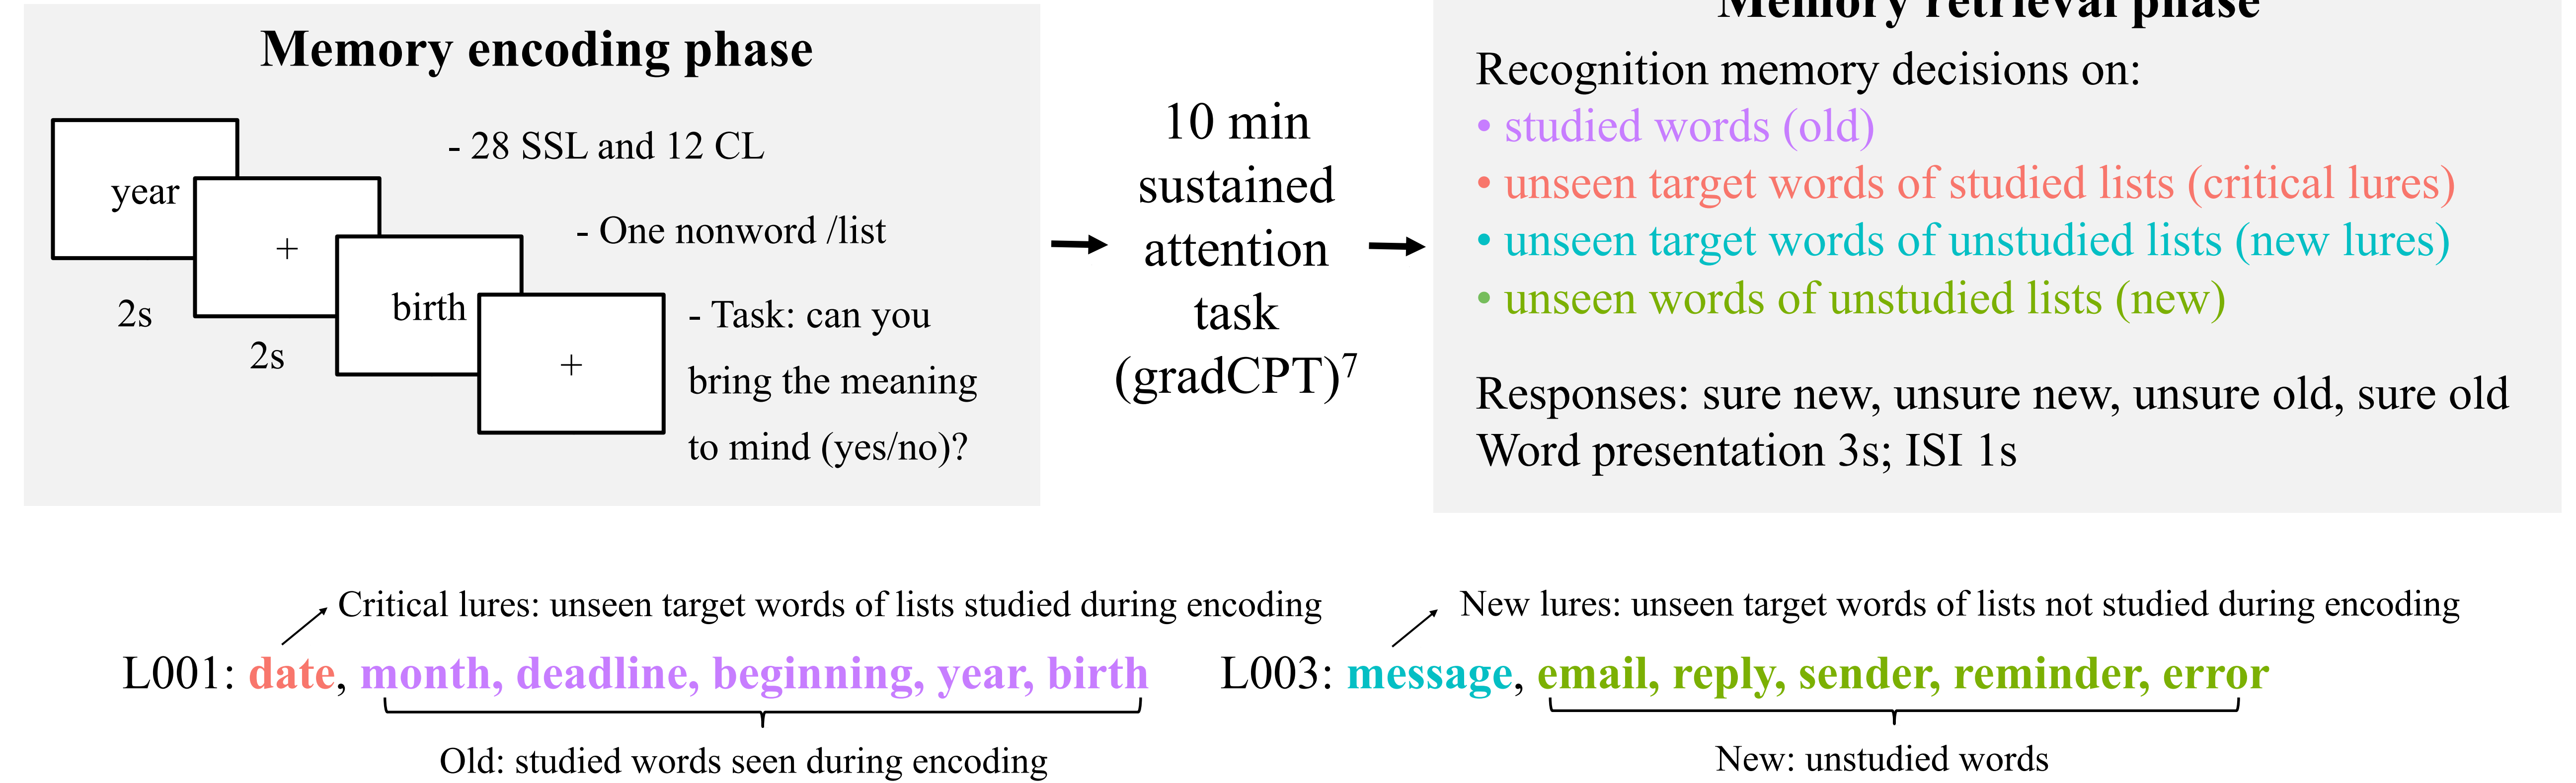 Memory encoding phase
year
+
birth
+
2s
2s
- 28 SSL and 12 CL
- One nonword /list
- Task: can you
bring the meaning
to mind (yes/no)?
10 min
sustained
attention
task
(gradCPT)⁷
Memory retrieval phase
Recognition memory decisions on:
• studied words (old)
• unseen target words of studied lists (critical lures)
• unseen target words of unstudied lists (new lures)
• unseen words of unstudied lists (new)
Responses: sure new, unsure new, unsure old, sure old
Word presentation 3s; ISI 1s
Critical lures: unseen target words of lists studied during encoding
L001: date, month, deadline, beginning, year, birth
Old: studied words seen during encoding
New lures: unseen target words of lists not studied during encoding
L003: message, email, reply, sender, reminder, error
New: unstudied words